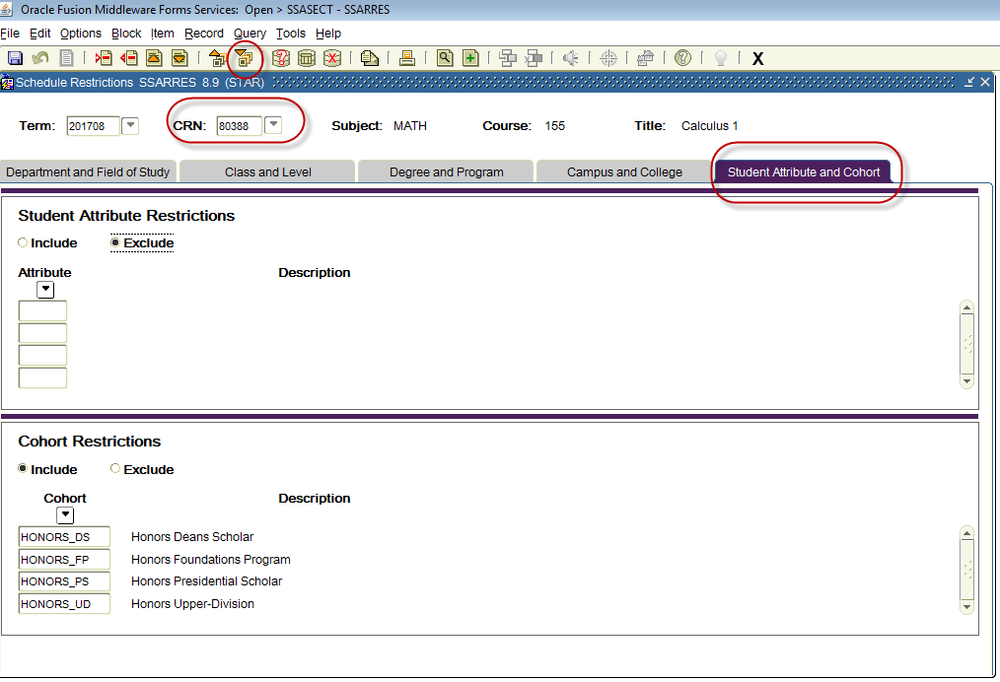 Oracle Fusion Middleware Forms Services:  Open > SSASECT - SSARRES
File Edit Options Block Item Record Query Tools Help
Schedule Restrictions  SSARRES  8.9  (STAR)
Term: 201708 CRN: 80388 Subject: MATH Course: 155 Title: Calculus 1
Department and Field of Study Class and Level Degree and Program Campus and College Student Attribute and Cohort
Student Attribute Restrictions
Include Exclude
Attribute Description
Cohort Restrictions
Include Exclude
Cohort Description
HONORS_DS Honors Deans Scholar
HONORS_FP Honors Foundations Program
HONORS_PS Honors Presidential Scholar
HONORS_UD Honors Upper-Division